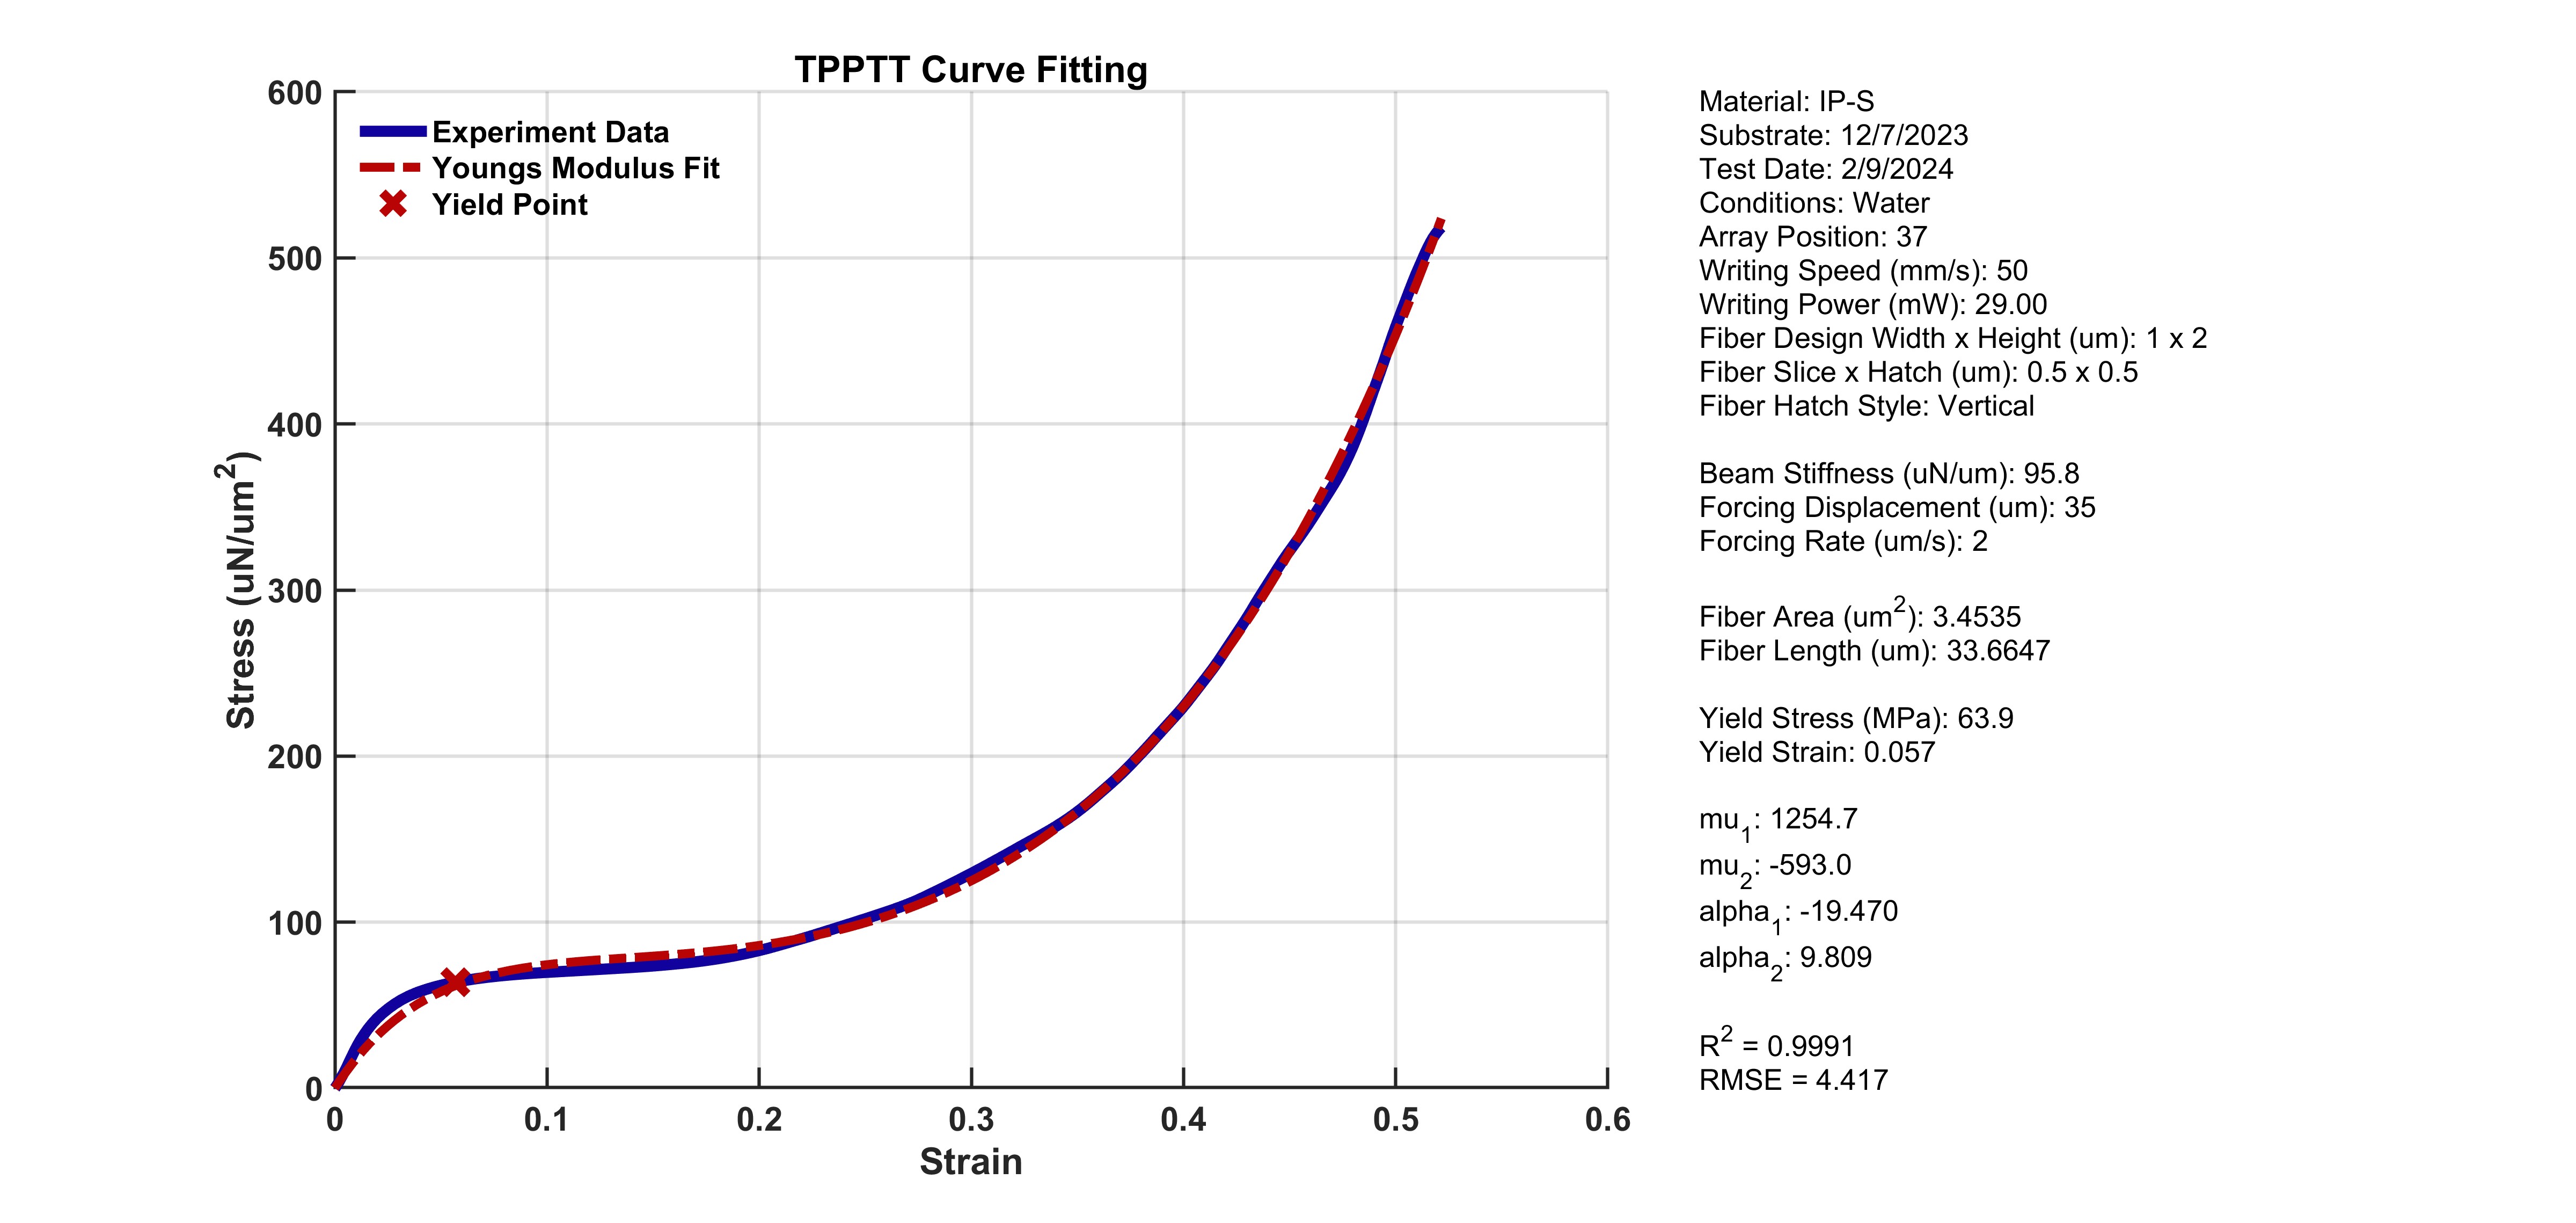 TPPTT Curve Fitting
600
500
400
300
200
100
0
0 0.1 0.2 0.3 0.4 0.5 0.6
Stress (uN/um²)
Strain
Experiment Data
Youngs Modulus Fit
Yield Point
Material: IP-S
Substrate: 12/7/2023
Test Date: 2/9/2024
Conditions: Water
Array Position: 37
Writing Speed (mm/s): 50
Writing Power (mW): 29.00
Fiber Design Width x Height (um): 1 x 2
Fiber Slice x Hatch (um): 0.5 x 0.5
Fiber Hatch Style: Vertical
Beam Stiffness (uN/um): 95.8
Forcing Displacement (um): 35
Forcing Rate (um/s): 2
Fiber Area (um²): 3.4535
Fiber Length (um): 33.6647
Yield Stress (MPa): 63.9
Yield Strain: 0.057
mu₁: 1254.7
mu₂: -593.0
alpha₁: -19.470
alpha₂: 9.809
R² = 0.9991
RMSE = 4.417